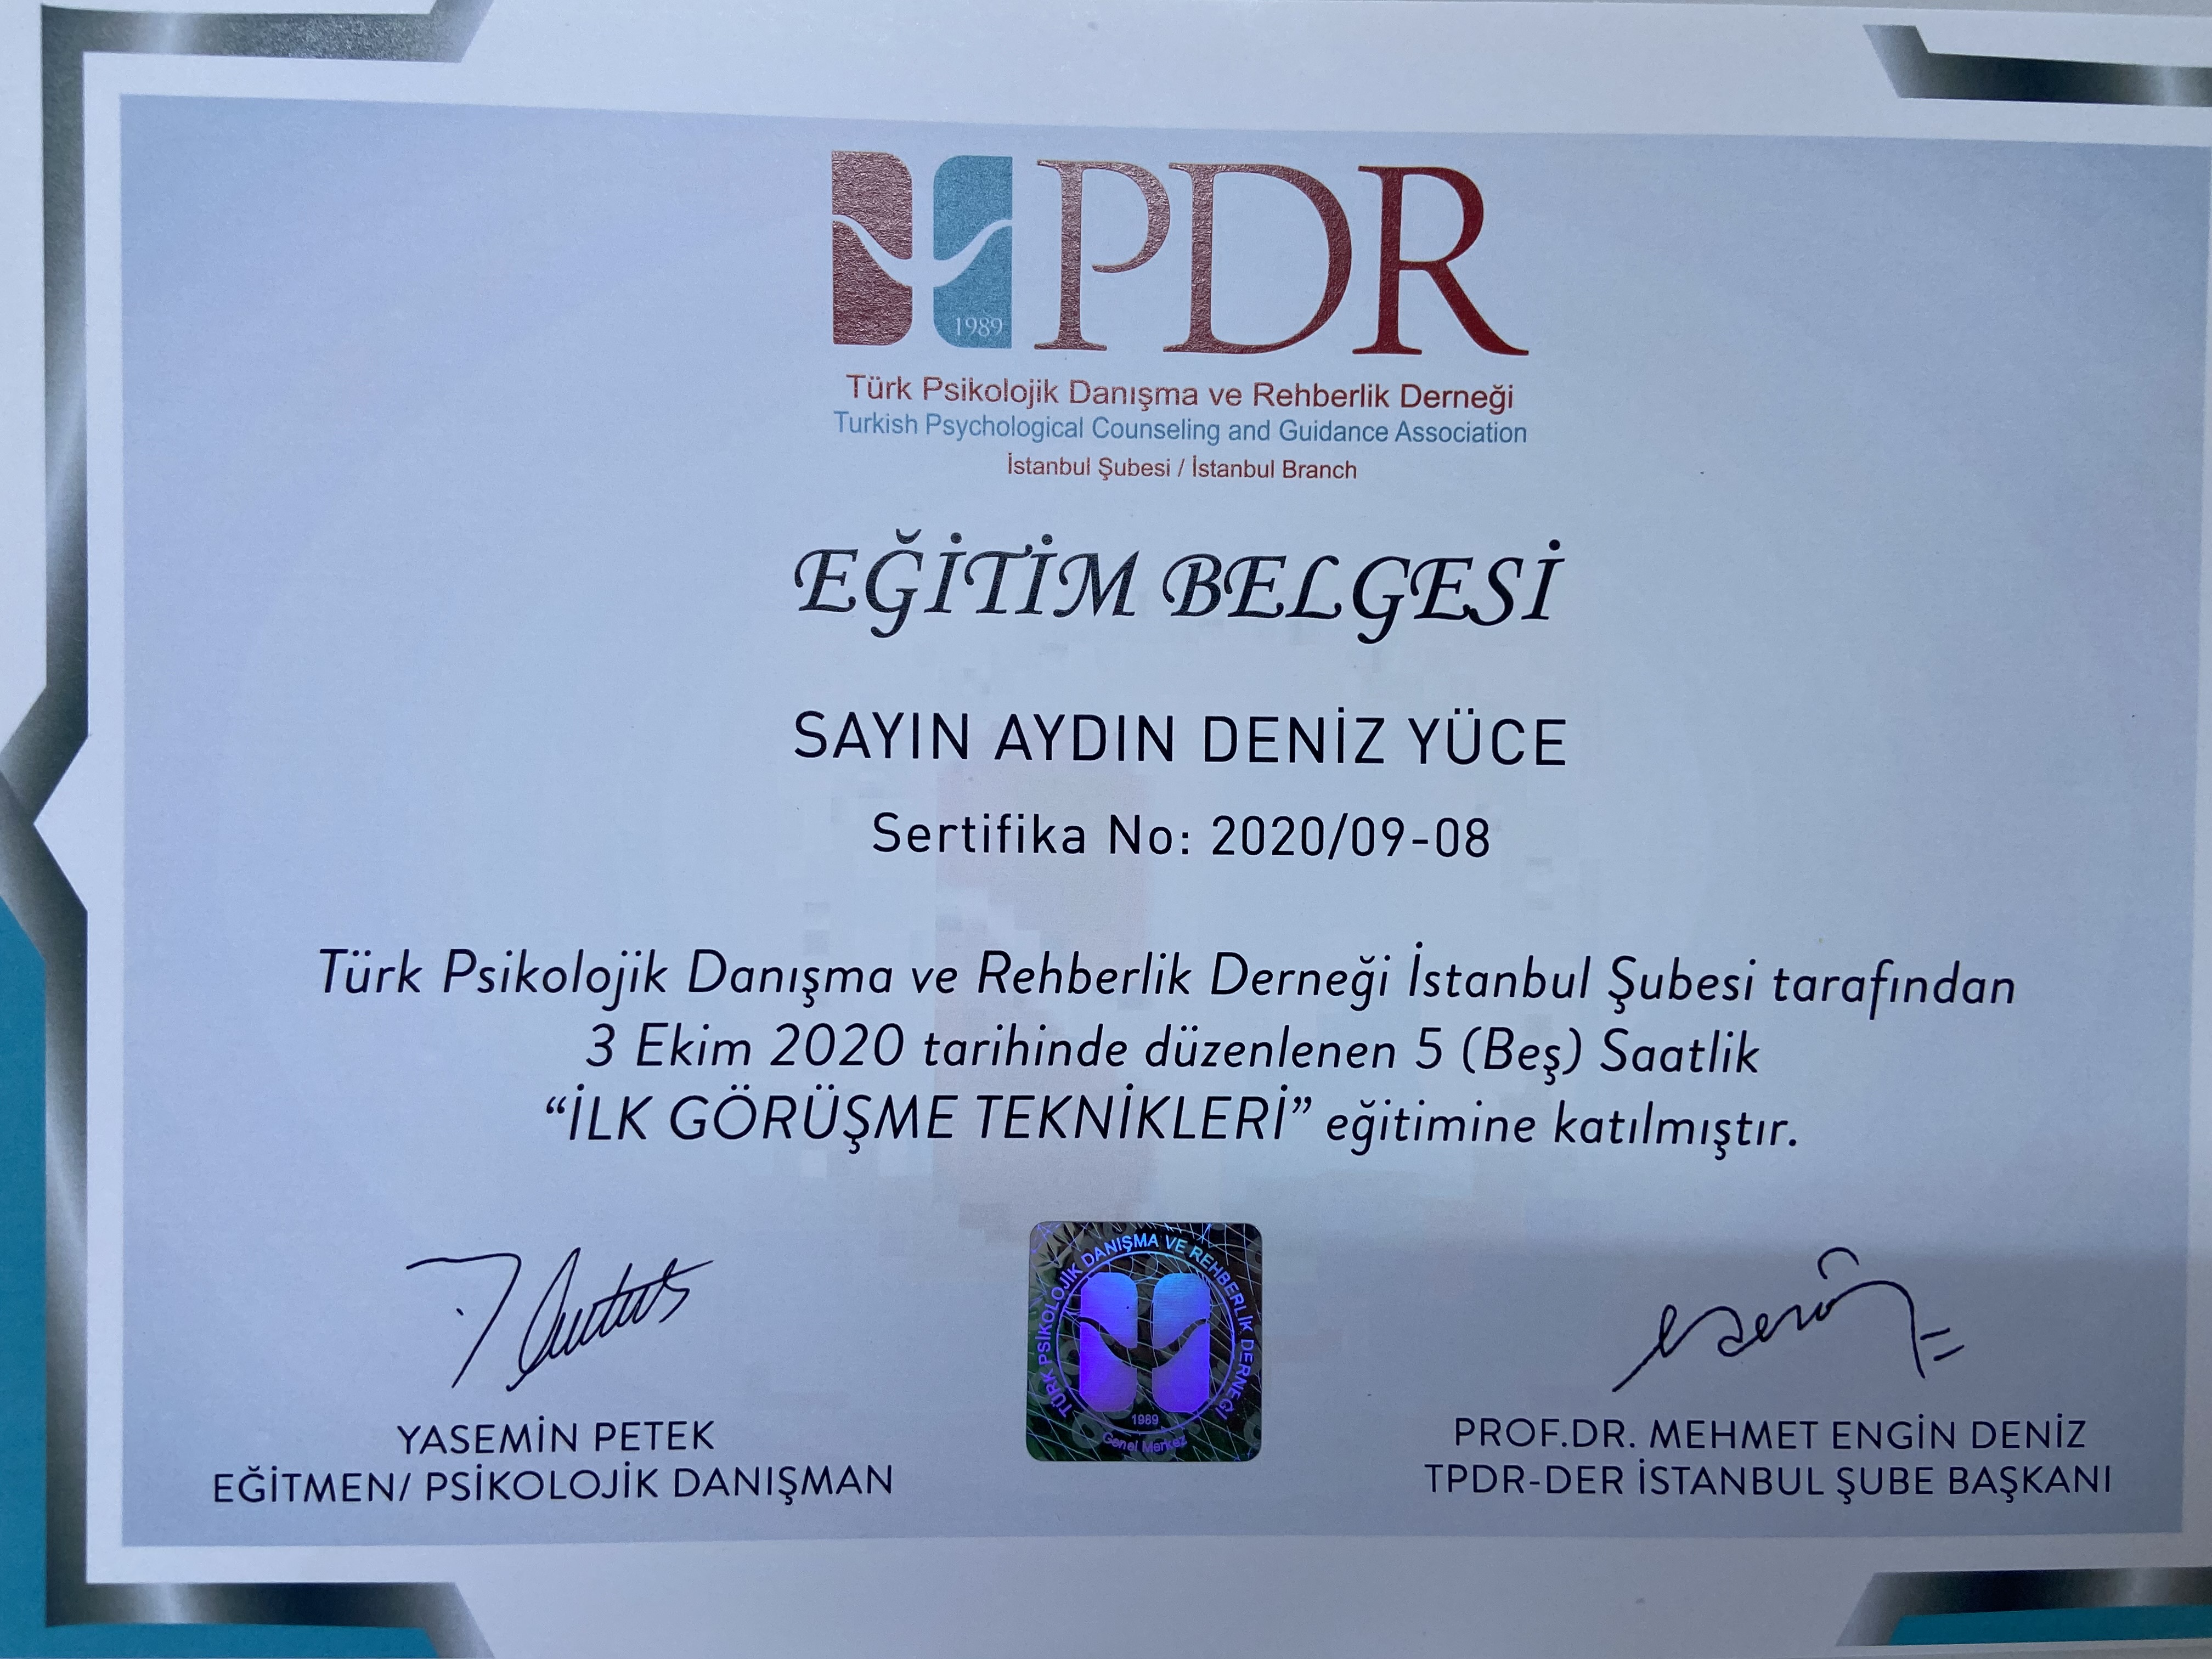 1989
PDR
Türk Psikolojik Danışma ve Rehberlik Derneği
Turkish Psychological Counseling and Guidance Association
İstanbul Şubesi / İstanbul Branch
EĞİTİM BELGESİ
SAYIN AYDIN DENİZ YÜCE
Sertifika No: 2020/09-08
Türk Psikolojik Danışma ve Rehberlik Derneği İstanbul Şubesi tarafından
3 Ekim 2020 tarihinde düzenlenen 5 (Beş) Saatlik
“İLK GÖRÜŞME TEKNİKLERİ” eğitimine katılmıştır.
TÜRK PSİKOLOJİK DANIŞMA VE REHBERLİK DERNEĞİ
1989
Genel Merkez
YASEMİN PETEK
EĞİTMEN/ PSİKOLOJİK DANIŞMAN
PROF.DR. MEHMET ENGİN DENİZ
TPDR-DER İSTANBUL ŞUBE BAŞKANI